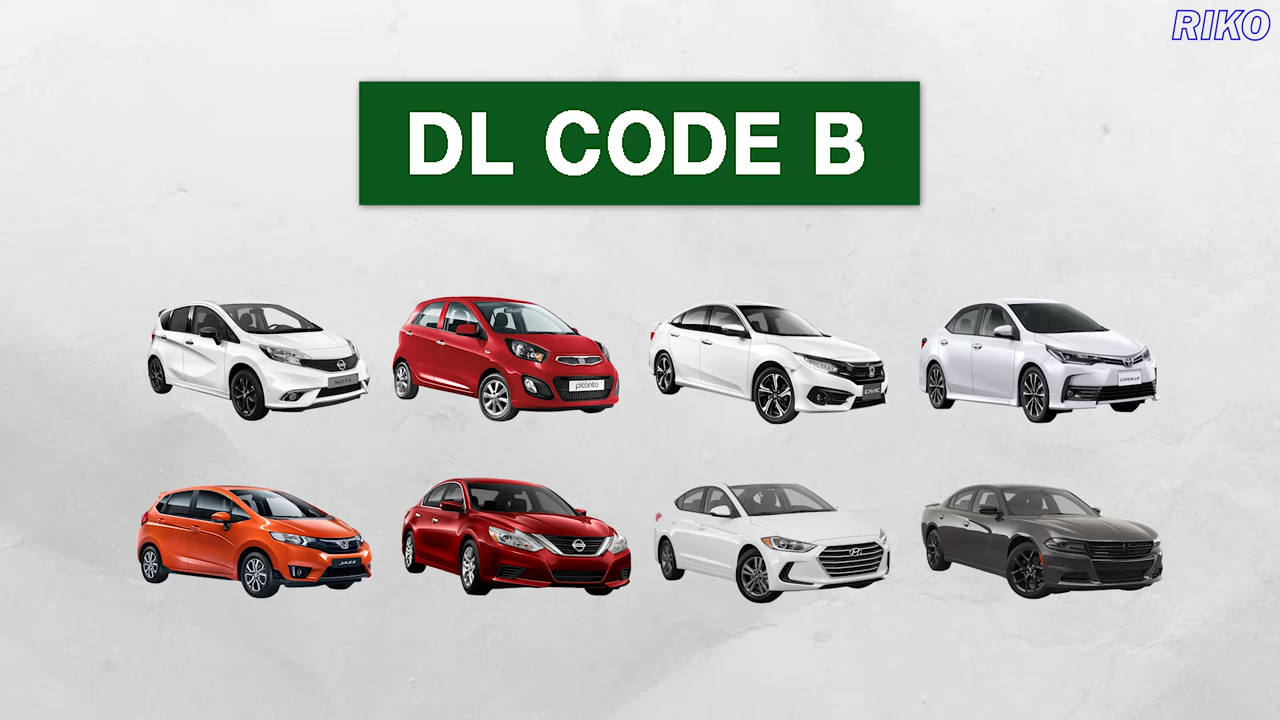 RIKO
DL CODE B
NOTE
picanto
CIVIC
COROLLA
JAZZ